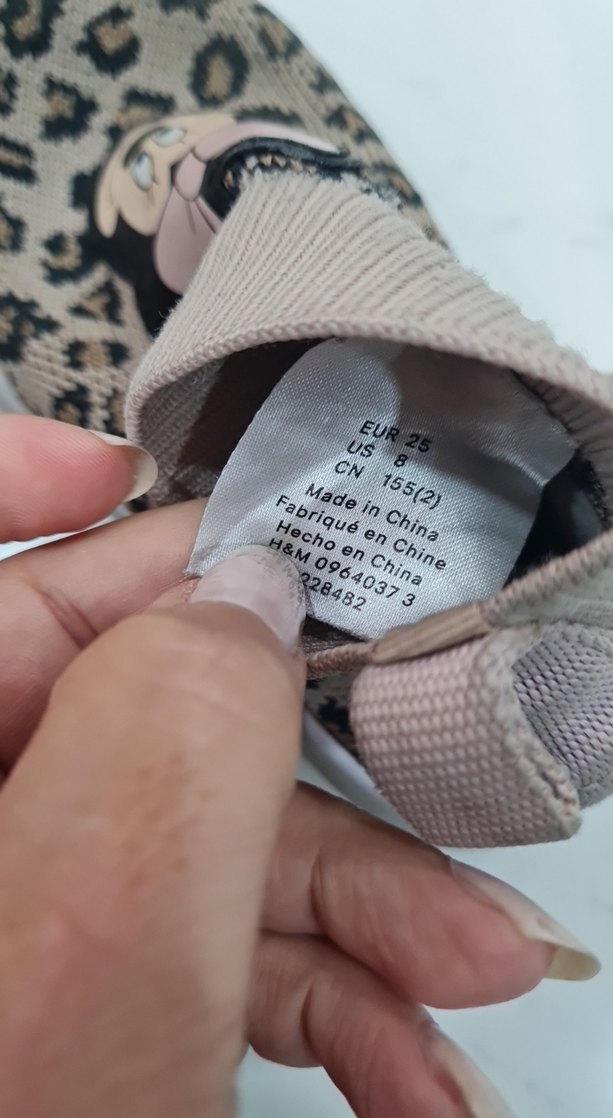 EUR 25
US 8
CN 155(2)
Made in China
Fabriqué en Chine
Hecho en China
H&M 0964037 3
228482